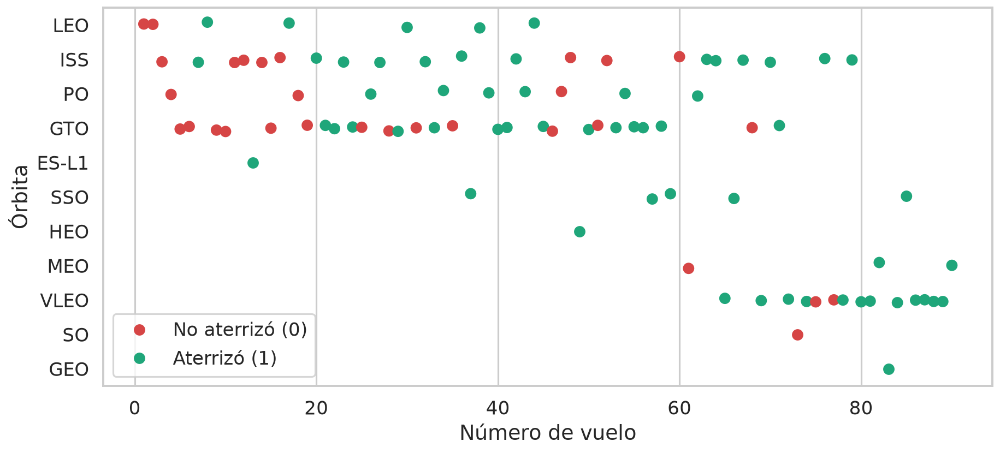 LEO
ISS
PO
GTO
ES-L1
SSO
HEO
MEO
VLEO
SO
GEO
Órbita
No aterrizó (0)
Aterrizó (1)
0 20 40 60 80
Número de vuelo